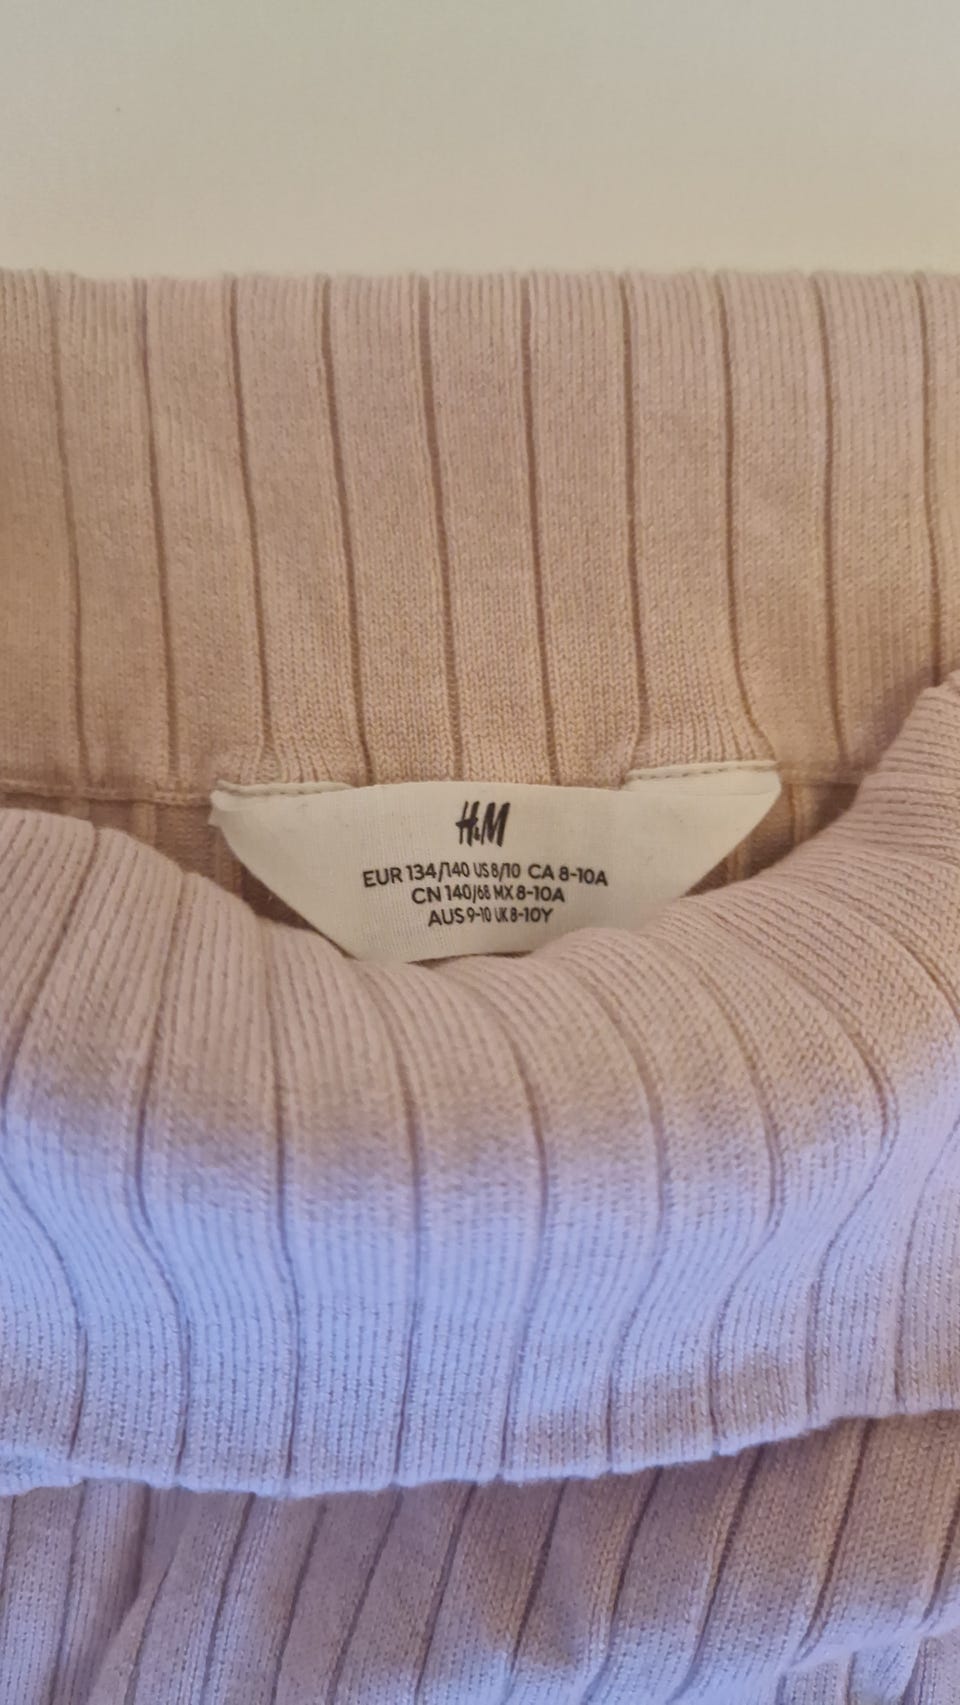 H&M
EUR 134/140 US 8/10 CA 8-10A
CN 140/68 MX 8-10A
AUS 9-10 UK 8-10Y